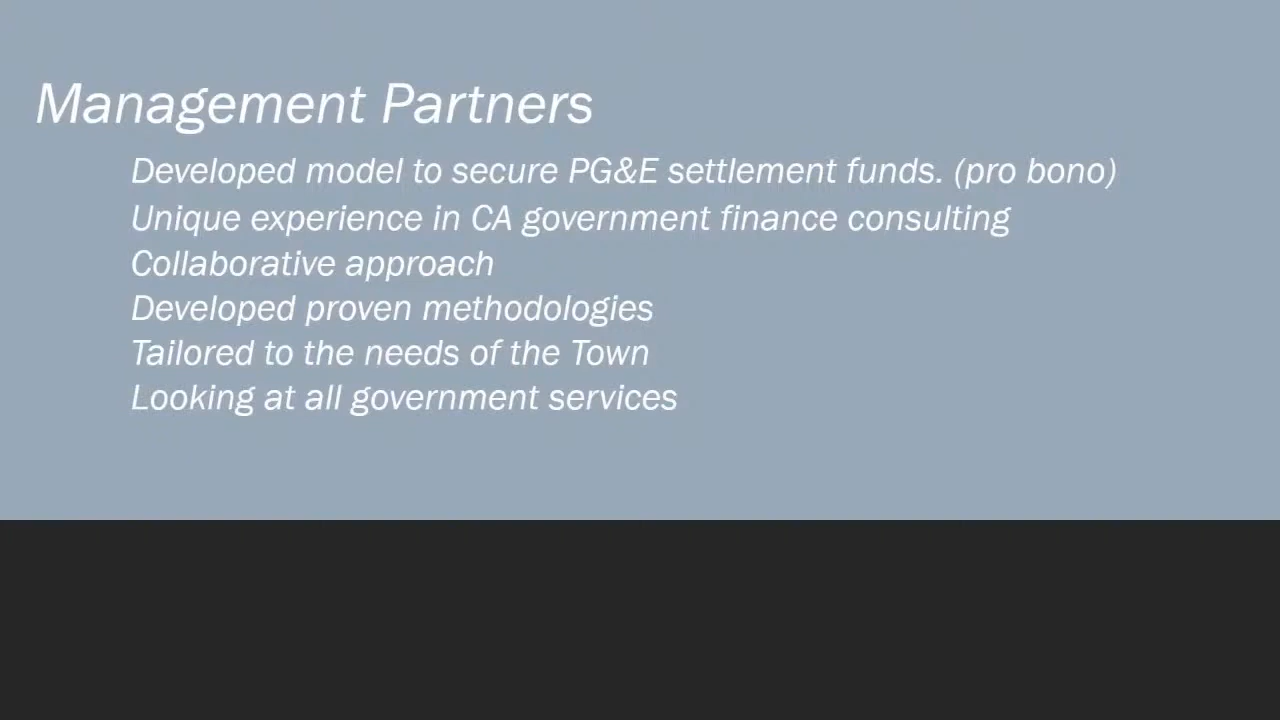 Management Partners
Developed model to secure PG&E settlement funds. (pro bono)
Unique experience in CA government finance consulting
Collaborative approach
Developed proven methodologies
Tailored to the needs of the Town
Looking at all government services